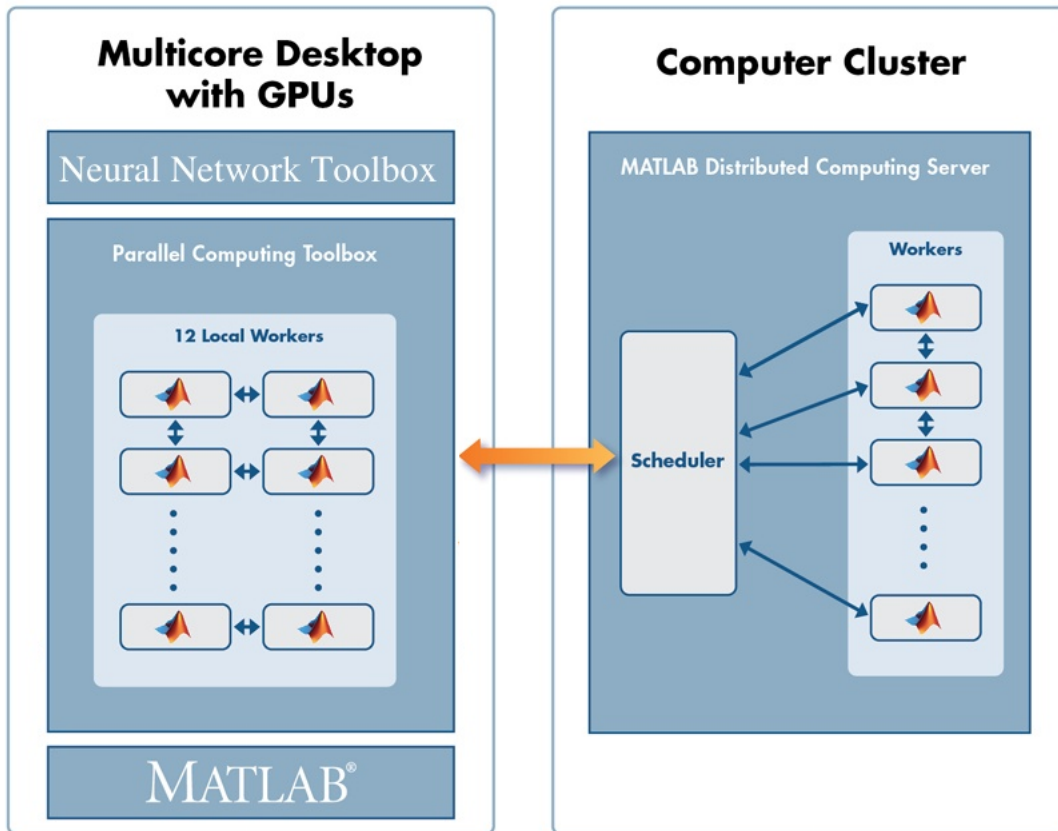 Multicore Desktop
with GPUs
Neural Network Toolbox
Parallel Computing Toolbox
12 Local Workers
MATLAB®
Computer Cluster
MATLAB Distributed Computing Server
Workers
Scheduler